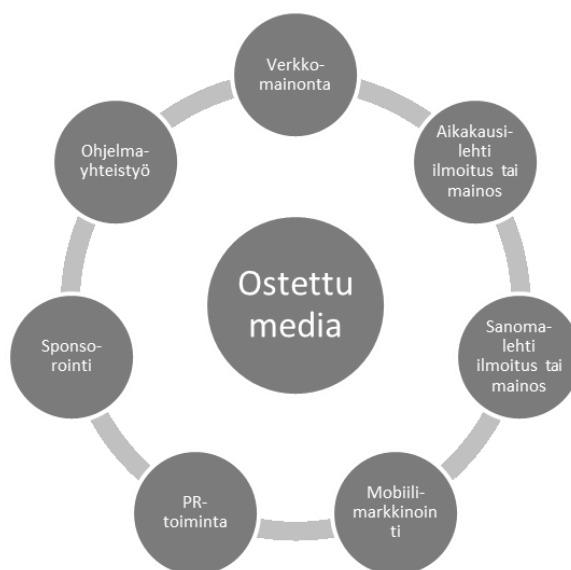 Verkko-
mainonta
Aikakausi-
lehti
ilmoitus tai
mainos
Sanoma-
lehti
ilmoitus tai
mainos
Mobiili-
markkinoin
ti
PR-
toiminta
Sponso-
rointi
Ohjelma-
yhteistyö
Ostettu
media